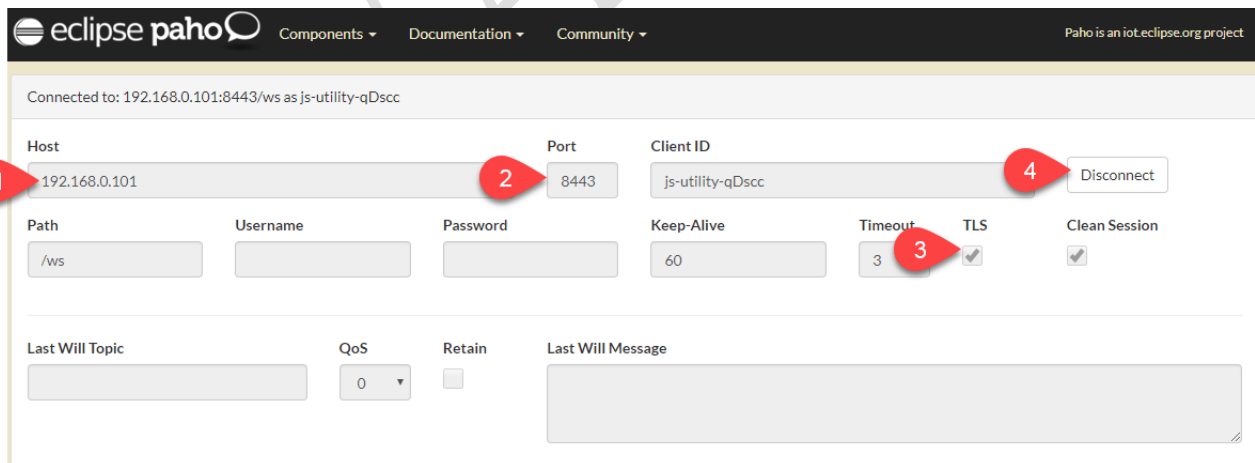 eclipse paho Components Documentation Community Paho is an iot.eclipse.org project
Connected to: 192.168.0.101:8443/ws as js-utility-qDscc
Host Port Client ID
1 192.168.0.101 2 8443 js-utility-qDscc 4 Disconnect
Path Username Password Keep-Alive Timeout TLS Clean Session
/ws 60 3 3
Last Will Topic QoS Retain Last Will Message
0